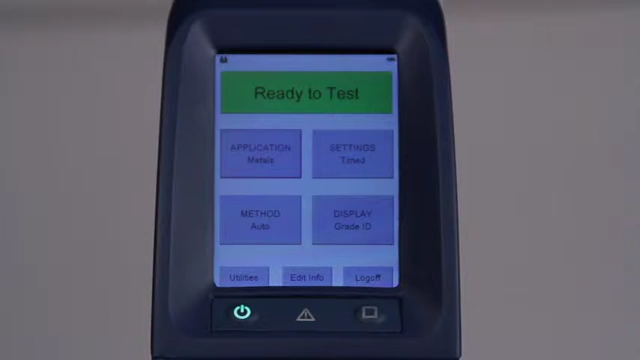 Ready to Test
APPLICATION
Metals
SETTINGS
Timed
METHOD
Auto
DISPLAY
Grade ID
Utilities
Edit Info
Logoff